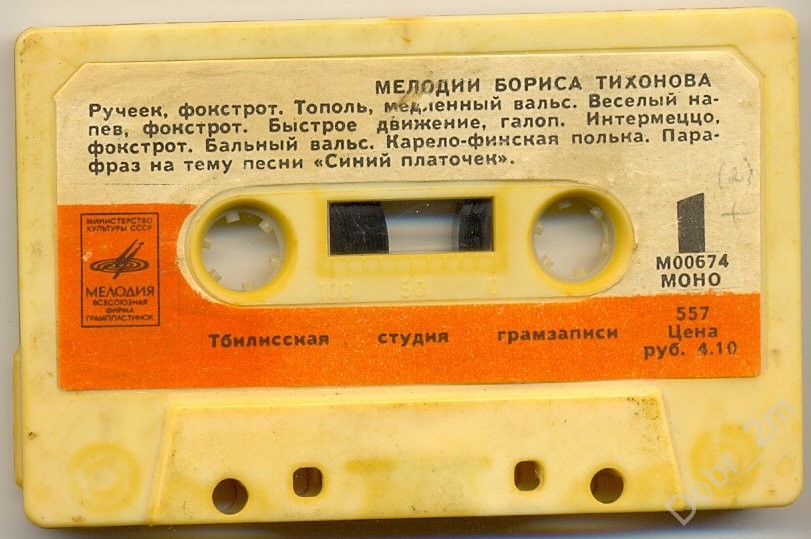 МЕЛОДИИ БОРИСА ТИХОНОВА
Ручеек, фокстрот. Тополь, медленный вальс. Веселый на-
пев, фокстрот. Быстрое движение, галоп. Интермеццо,
фокстрот. Бальный вальс. Карело-финская полька. Пара-
фраз на тему песни «Синий платочек».
(2)
+
МИНИСТЕРСТВО
КУЛЬТУРЫ СССР
МЕЛОДИЯ
ВСЕСОЮЗНАЯ
ФИРМА
ГРАМПЛАСТИНОК
100 50 0
1
М00674
МОНО
Тбилисская студия грамзаписи
557
Цена
руб. 4.10
Dobr_2m